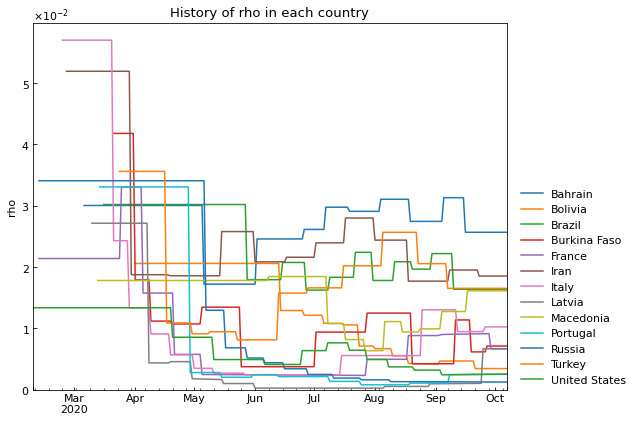 History of rho in each country
×10⁻²
5
4
3
2
1
0
rho
Mar Apr May Jun Jul Aug Sep Oct
2020
Bahrain
Bolivia
Brazil
Burkina Faso
France
Iran
Italy
Latvia
Macedonia
Portugal
Russia
Turkey
United States